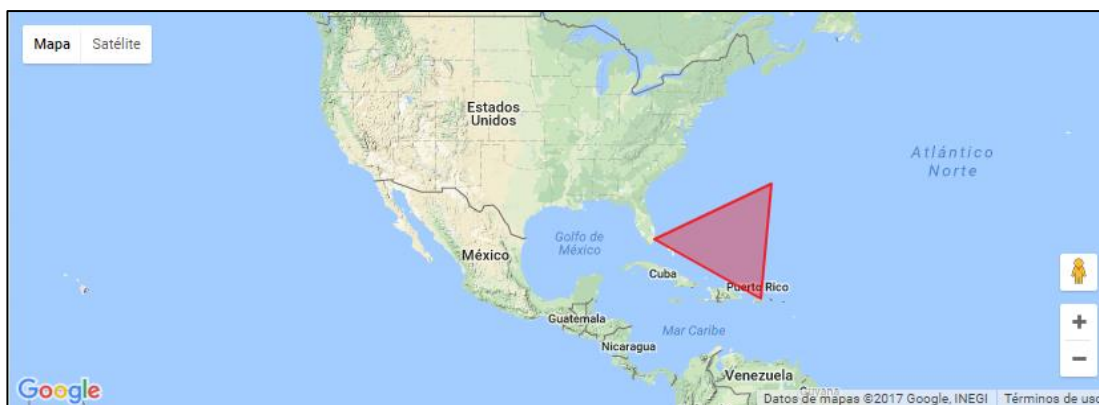 Mapa Satélite
Estados
Unidos
Atlántico
Norte
Golfo de
México
México
Cuba
Puerto Rico
Guatemala
Mar Caribe
Nicaragua
Venezuela
Guyana
Google
Datos de mapas ©2017 Google, INEGI Términos de uso